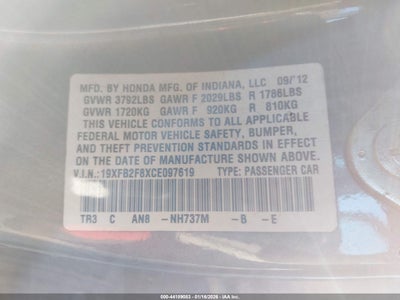 MFD. BY HONDA MFG. OF INDIANA, LLC 09/12
GVWR 3792LBS GAWR F 2029LBS R 1786LBS
GVWR 1720KG GAWR F 920KG R 810KG
THIS VEHICLE CONFORMS TO ALL APPLICABLE
FEDERAL MOTOR VEHICLE SAFETY, BUMPER,
AND THEFT PREVENTION STANDARDS IN EFFECT
ON THE DATE OF MANUFACTURE SHOWN ABOVE.
V.I.N.: 19XFB2F8XCE097619 TYPE: PASSENGER CAR
TR3 C AN8 -NH737M -B -E
500-44109053 - 01/16/2026 - IAA Inc.